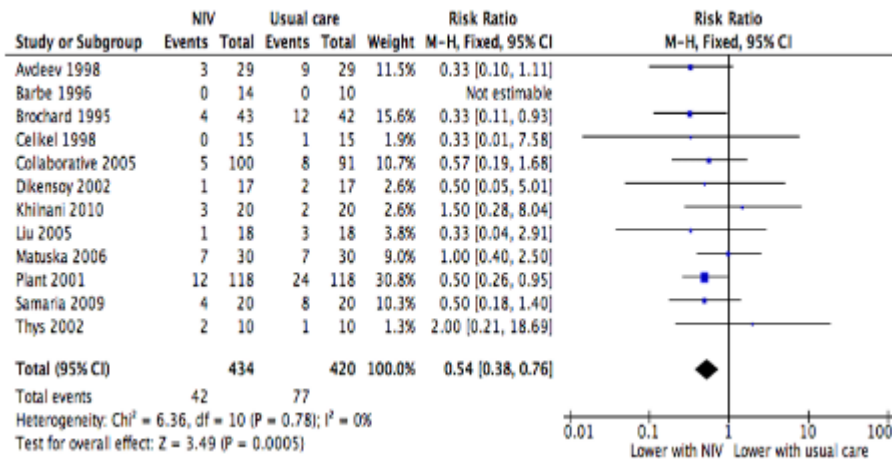 NIV Usual care Risk Ratio Risk Ratio
Study or Subgroup Events Total Events Total Weight M-H, Fixed, 95% CI M-H, Fixed, 95% CI
Avdeev 1998 3 29 9 29 11.5% 0.33 [0.10, 1.11]
Barbe 1996 0 14 0 10 Not estimable
Brochard 1995 4 43 12 42 15.6% 0.33 [0.11, 0.93]
Celikel 1998 0 15 1 15 1.9% 0.33 [0.01, 7.58]
Collaborative 2005 5 100 8 91 10.7% 0.57 [0.19, 1.68]
Dikensoy 2002 1 17 2 17 2.6% 0.50 [0.05, 5.01]
Khilnani 2010 3 20 2 20 2.6% 1.50 [0.28, 8.04]
Liu 2005 1 18 3 18 3.9% 0.33 [0.04, 2.91]
Matuska 2006 7 30 7 30 9.0% 1.00 [0.40, 2.50]
Plant 2001 12 118 24 118 30.8% 0.50 [0.26, 0.95]
Samaria 2009 4 20 8 20 10.3% 0.50 [0.18, 1.40]
Thys 2002 2 10 1 10 1.3% 2.00 [0.21, 18.69]
Total (95% CI) 434 420 100.0% 0.54 [0.38, 0.76]
Total events 42 77
Heterogeneity: Chi² = 6.36, df = 10 (P = 0.78); I² = 0%
Test for overall effect: Z = 3.49 (P = 0.0005)
0.01 0.1 1 10 100
Lower with NIV Lower with usual care